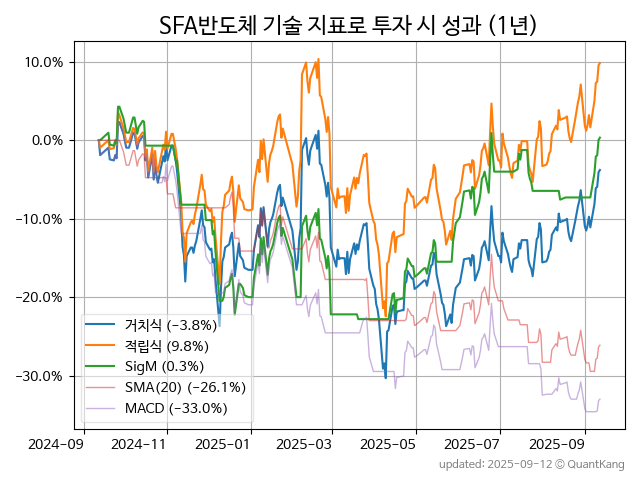 SFA반도체 기술 지표로 투자 시 성과 (1년)
10.0%
0.0%
−10.0%
−20.0%
−30.0%
거치식 (−3.8%)
적립식 (9.8%)
SigM (0.3%)
SMA(20) (−26.1%)
MACD (−33.0%)
2024-09 2024-11 2025-01 2025-03 2025-05 2025-07 2025-09
updated: 2025-09-12 © QuantKang